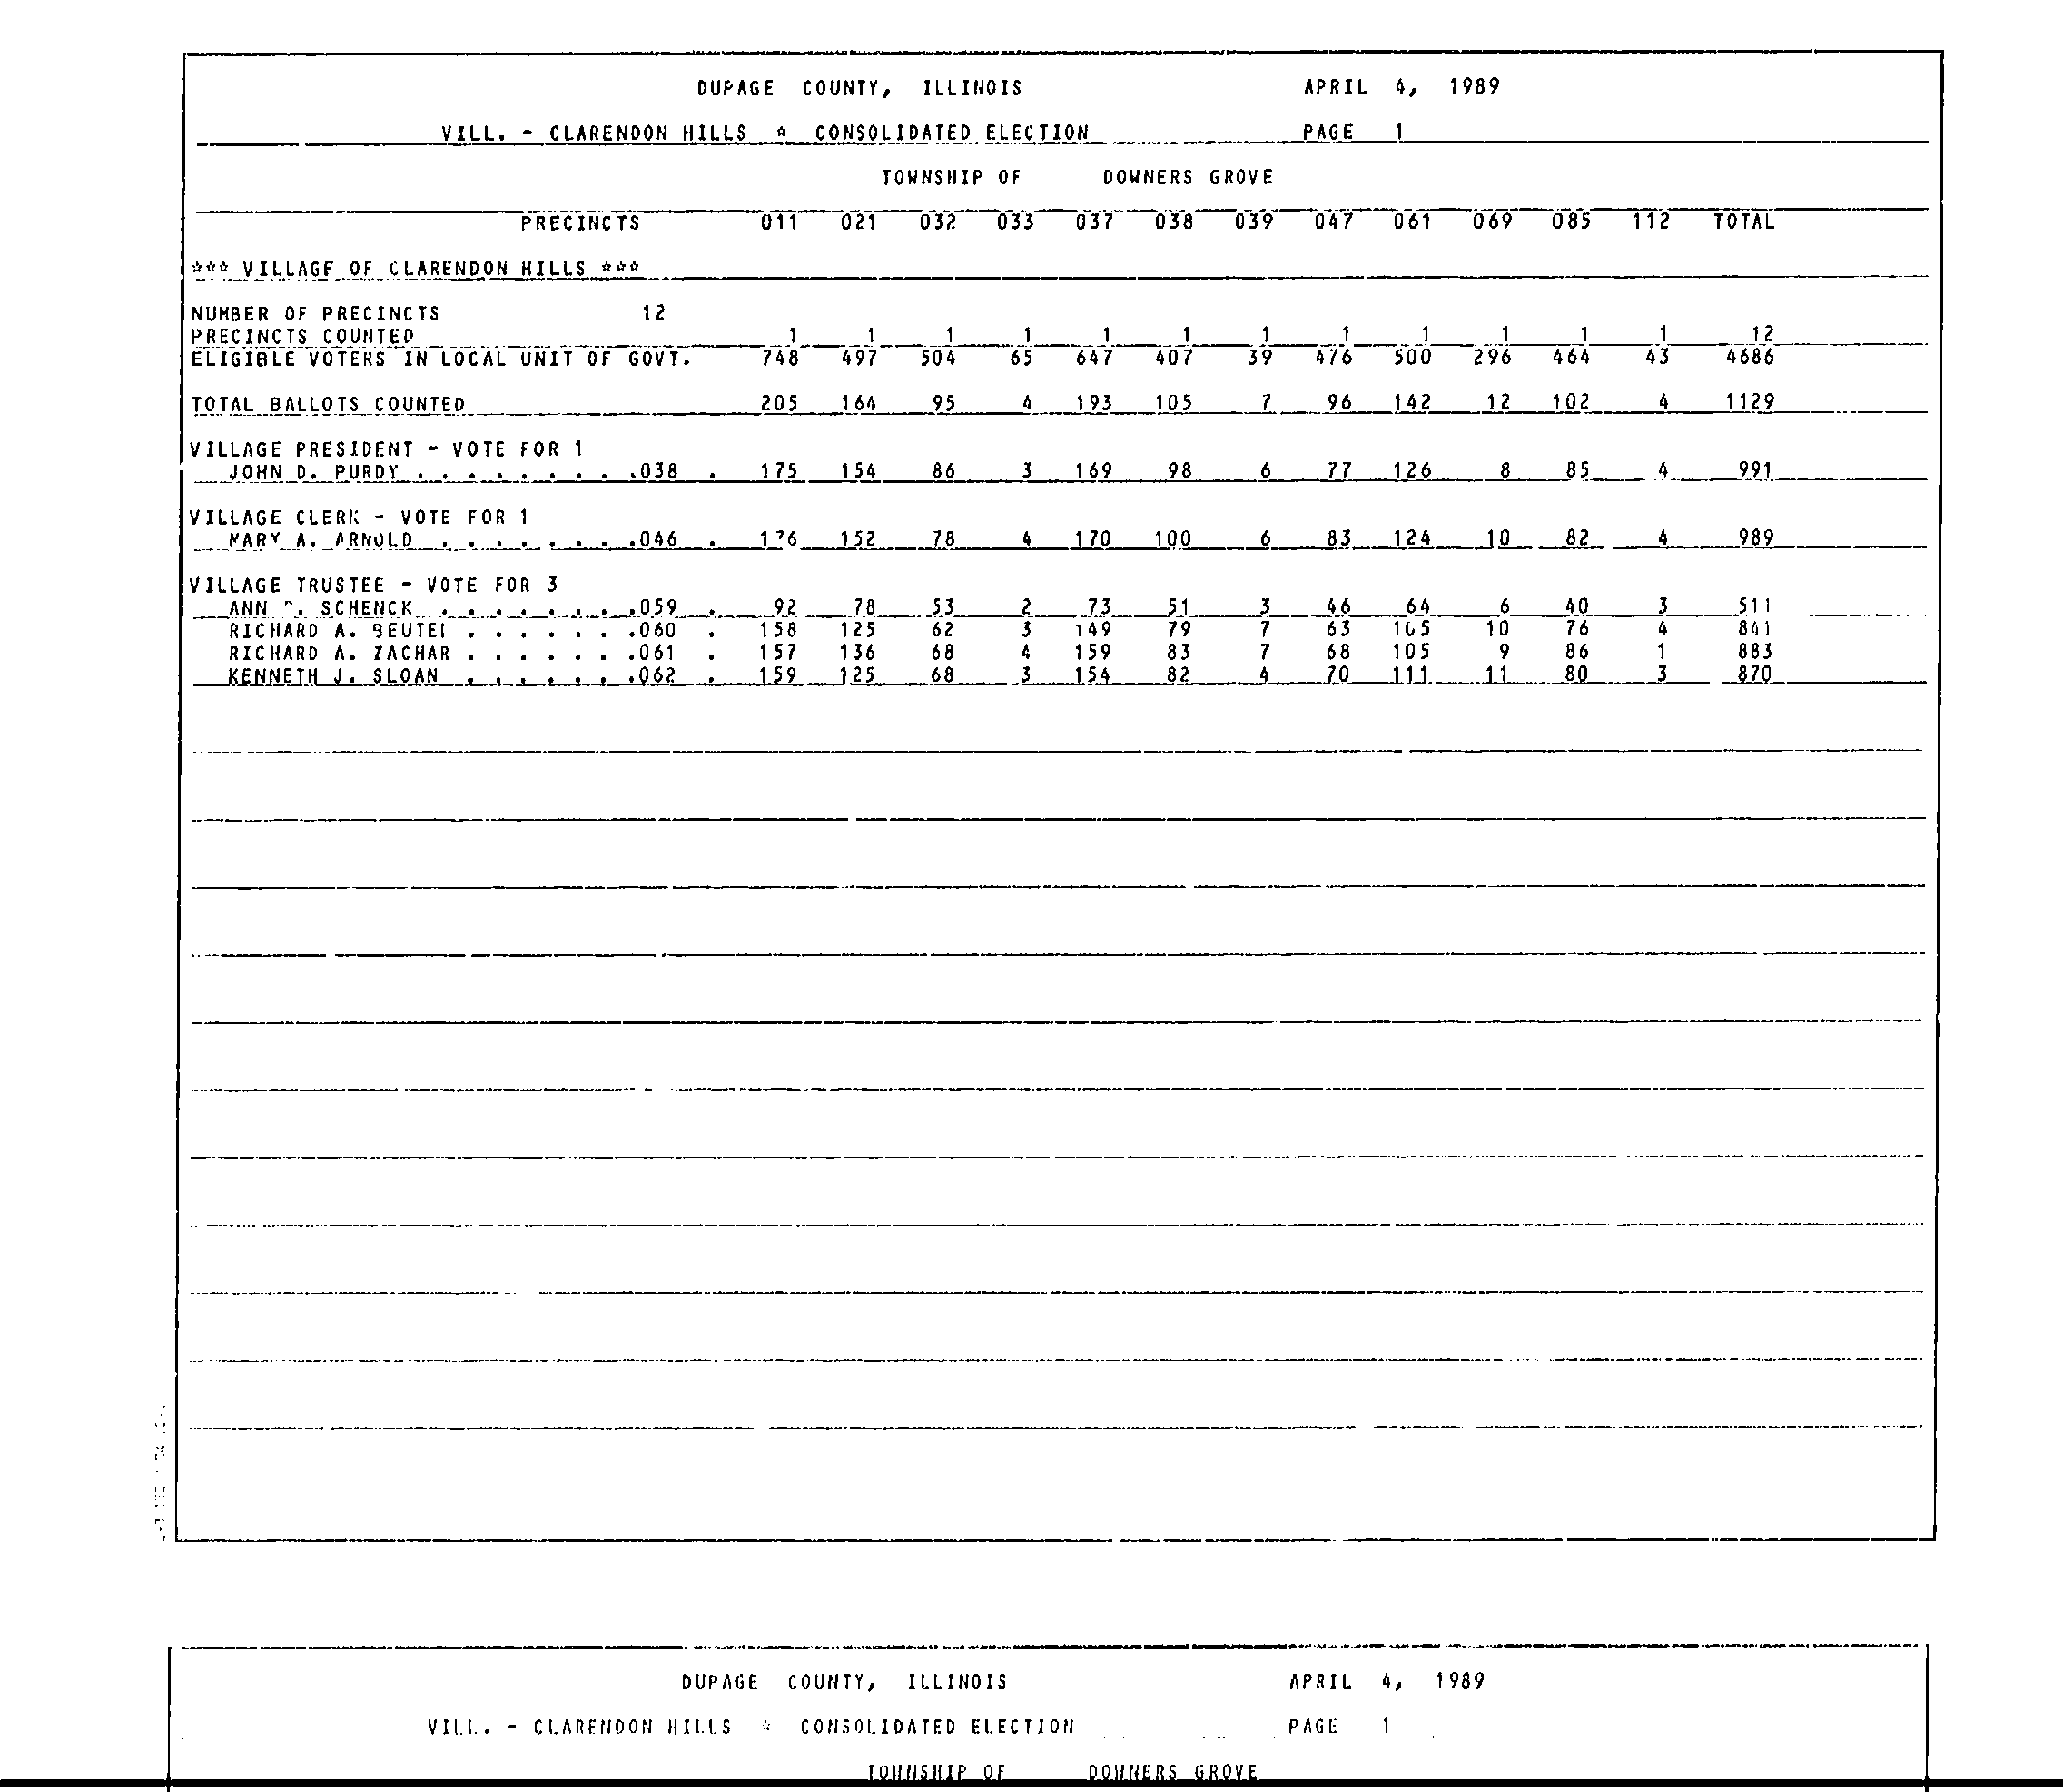 DUPAGE COUNTY, ILLINOIS APRIL 4, 1989
VILL. - CLARENDON HILLS * CONSOLIDATED ELECTION PAGE 1
TOWNSHIP OF DOWNERS GROVE
PRECINCTS 011 021 032 033 037 038 039 047 061 069 085 112 TOTAL
*** VILLAGE OF CLARENDON HILLS ***
NUMBER OF PRECINCTS 12
PRECINCTS COUNTED 1 1 1 1 1 1 1 1 1 1 1 1 12
ELIGIBLE VOTERS IN LOCAL UNIT OF GOVT. 748 497 504 65 647 407 39 476 500 296 464 43 4686
TOTAL BALLOTS COUNTED 205 164 95 4 193 105 7 96 142 12 102 4 1129
VILLAGE PRESIDENT - VOTE FOR 1
JOHN D. PURDY . . . . . . . . .038 . 175 154 86 3 169 98 6 77 126 8 85 4 991
VILLAGE CLERK - VOTE FOR 1
MARY A. ARNOLD . . . . . . . .046 . 176 152 78 4 170 100 6 83 124 10 82 4 989
VILLAGE TRUSTEE - VOTE FOR 3
ANN SCHENCK . . . . . . . .059 . 92 78 53 2 73 51 3 46 64 6 40 3 511
RICHARD A. BEUTEL . . . . . . .060 . 158 125 62 3 149 79 7 63 105 10 76 4 841
RICHARD A. ZACHAR . . . . . . .061 . 157 136 68 4 159 83 7 68 105 9 86 1 883
KENNETH J. SLOAN . . . . . . .062 . 159 125 68 3 154 82 4 70 111 11 80 3 870
DUPAGE COUNTY, ILLINOIS APRIL 4, 1989
VILL. - CLARENDON HILLS * CONSOLIDATED ELECTION PAGE 1
TOWNSHIP OF DOWNERS GROVE